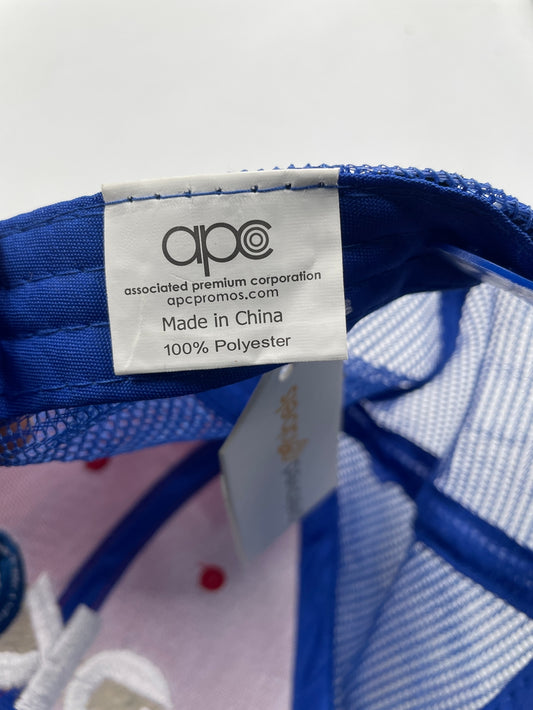 apc
associated premium corporation
apcpromos.com
Made in China
100% Polyester